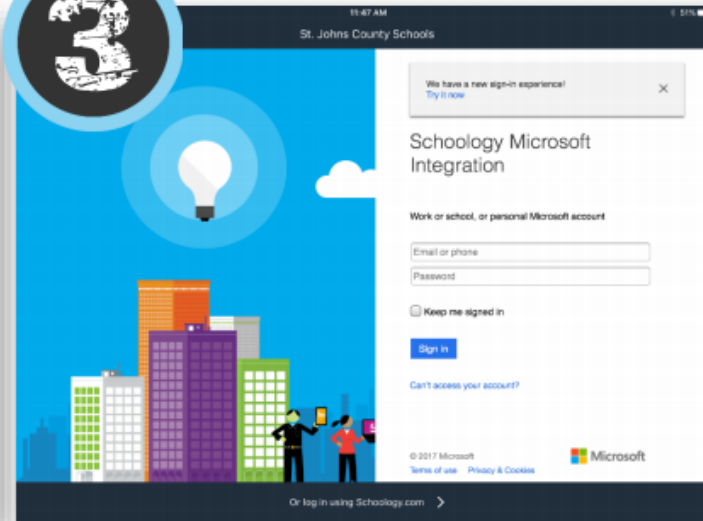 3
11:47 AM
51%
St. Johns County Schools
We have a new sign-in experience!
Try it now
Schoology Microsoft
Integration
Work or school, or personal Microsoft account
Email or phone
Password
Keep me signed in
Sign in
Can't access your account?
© 2017 Microsoft
Terms of use Privacy & Cookies
Microsoft
Or log in using Schoology.com